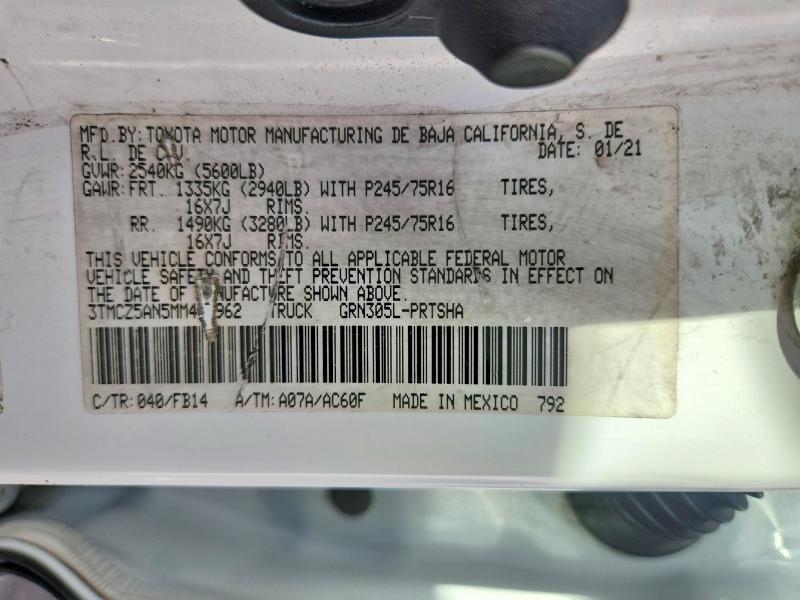 MFD.BY:TOYOTA MOTOR MANUFACTURING DE BAJA CALIFORNIA, S. DE
R.L. DE C.V. DATE: 01/21
GVWR:2540KG (5600LB)
GAWR:FRT. 1335KG (2940LB) WITH P245/75R16 TIRES,
16X7J RIMS.
RR. 1490KG (3280LB) WITH P245/75R16 TIRES,
16X7J RIMS.
THIS VEHICLE CONFORMS TO ALL APPLICABLE FEDERAL MOTOR
VEHICLE SAFETY AND THEFT PREVENTION STANDARDS IN EFFECT ON
THE DATE OF MANUFACTURE SHOWN ABOVE.
TRUCK GRN305L-PRTSHA
C/TR:040/FB14 A/TM:A07A/AC60F MADE IN MEXICO 792